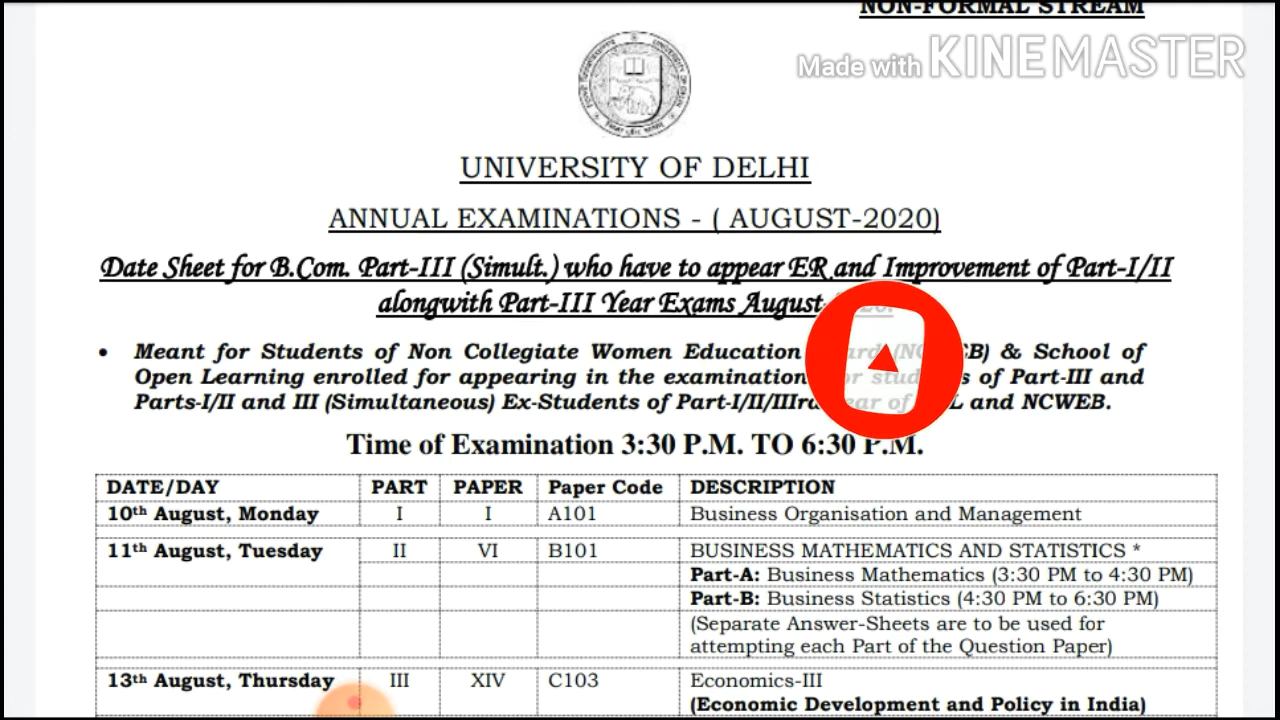 NON-FORMAL STREAM
Made with KINEMASTER
UNIVERSITY OF DELHI
ANNUAL EXAMINATIONS - ( AUGUST-2020)
Date Sheet for B.Com. Part-III (Simult.) who have to appear ER and Improvement of Part-I/II
alongwith Part-III Year Exams August-
• Meant for Students of Non Collegiate Women Education & School of
Open Learning enrolled for appearing in the examination of Part-III and
Parts-I/II and III (Simultaneous) Ex-Students of Part-I/II/IIIrd year of and NCWEB.
Time of Examination 3:30 P.M. TO 6:30 P.M.
DATE/DAY PART PAPER Paper Code DESCRIPTION
10th August, Monday I I A101 Business Organisation and Management
11th August, Tuesday II VI B101 BUSINESS MATHEMATICS AND STATISTICS *
Part-A: Business Mathematics (3:30 PM to 4:30 PM)
Part-B: Business Statistics (4:30 PM to 6:30 PM)
(Separate Answer-Sheets are to be used for
attempting each Part of the Question Paper)
13th August, Thursday III XIV C103 Economics-III
(Economic Development and Policy in India)